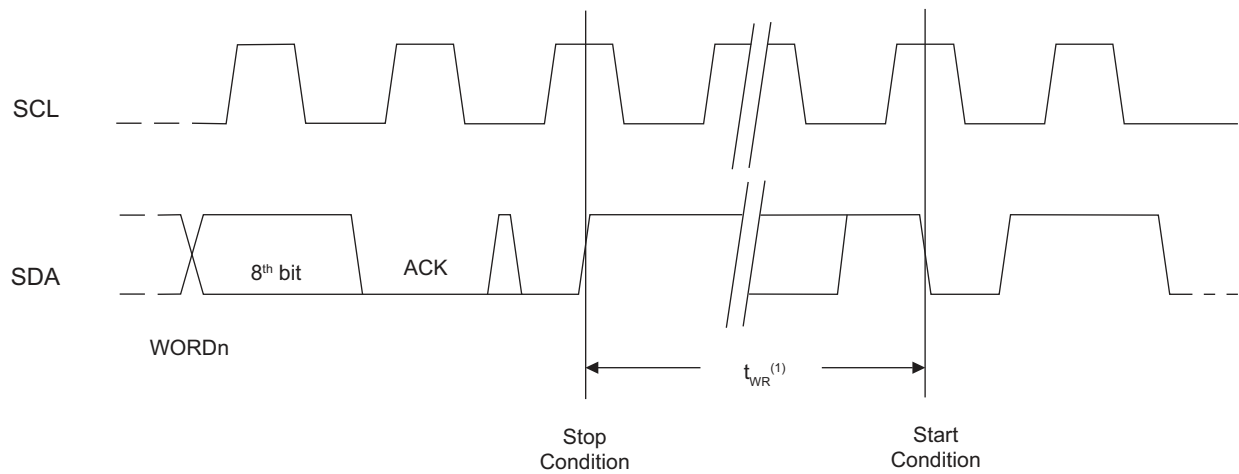 SCL
SDA
8th bit
ACK
WORDn
tWR(1)
Stop
Condition
Start
Condition